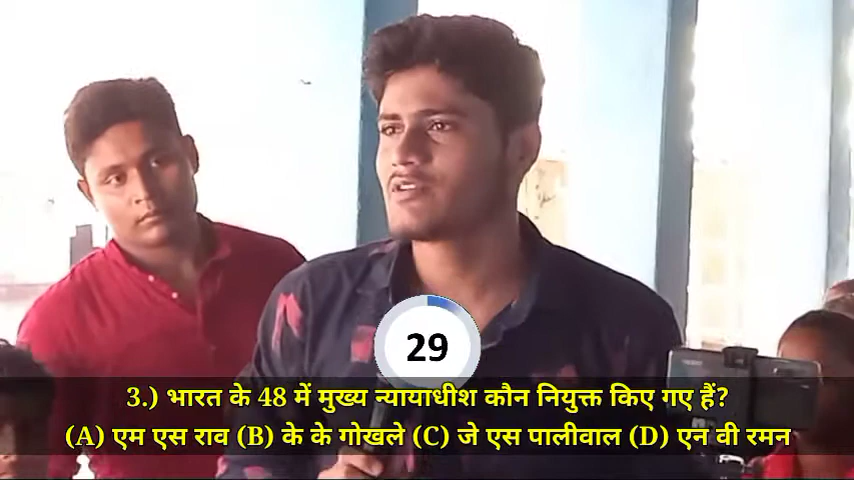 29
3.) भारत के 48 में मुख्य न्यायाधीश कौन नियुक्त किए गए हैं?
(A) एम एस राव (B) के के गोखले (C) जे एस पालीवाल (D) एन वी रमन